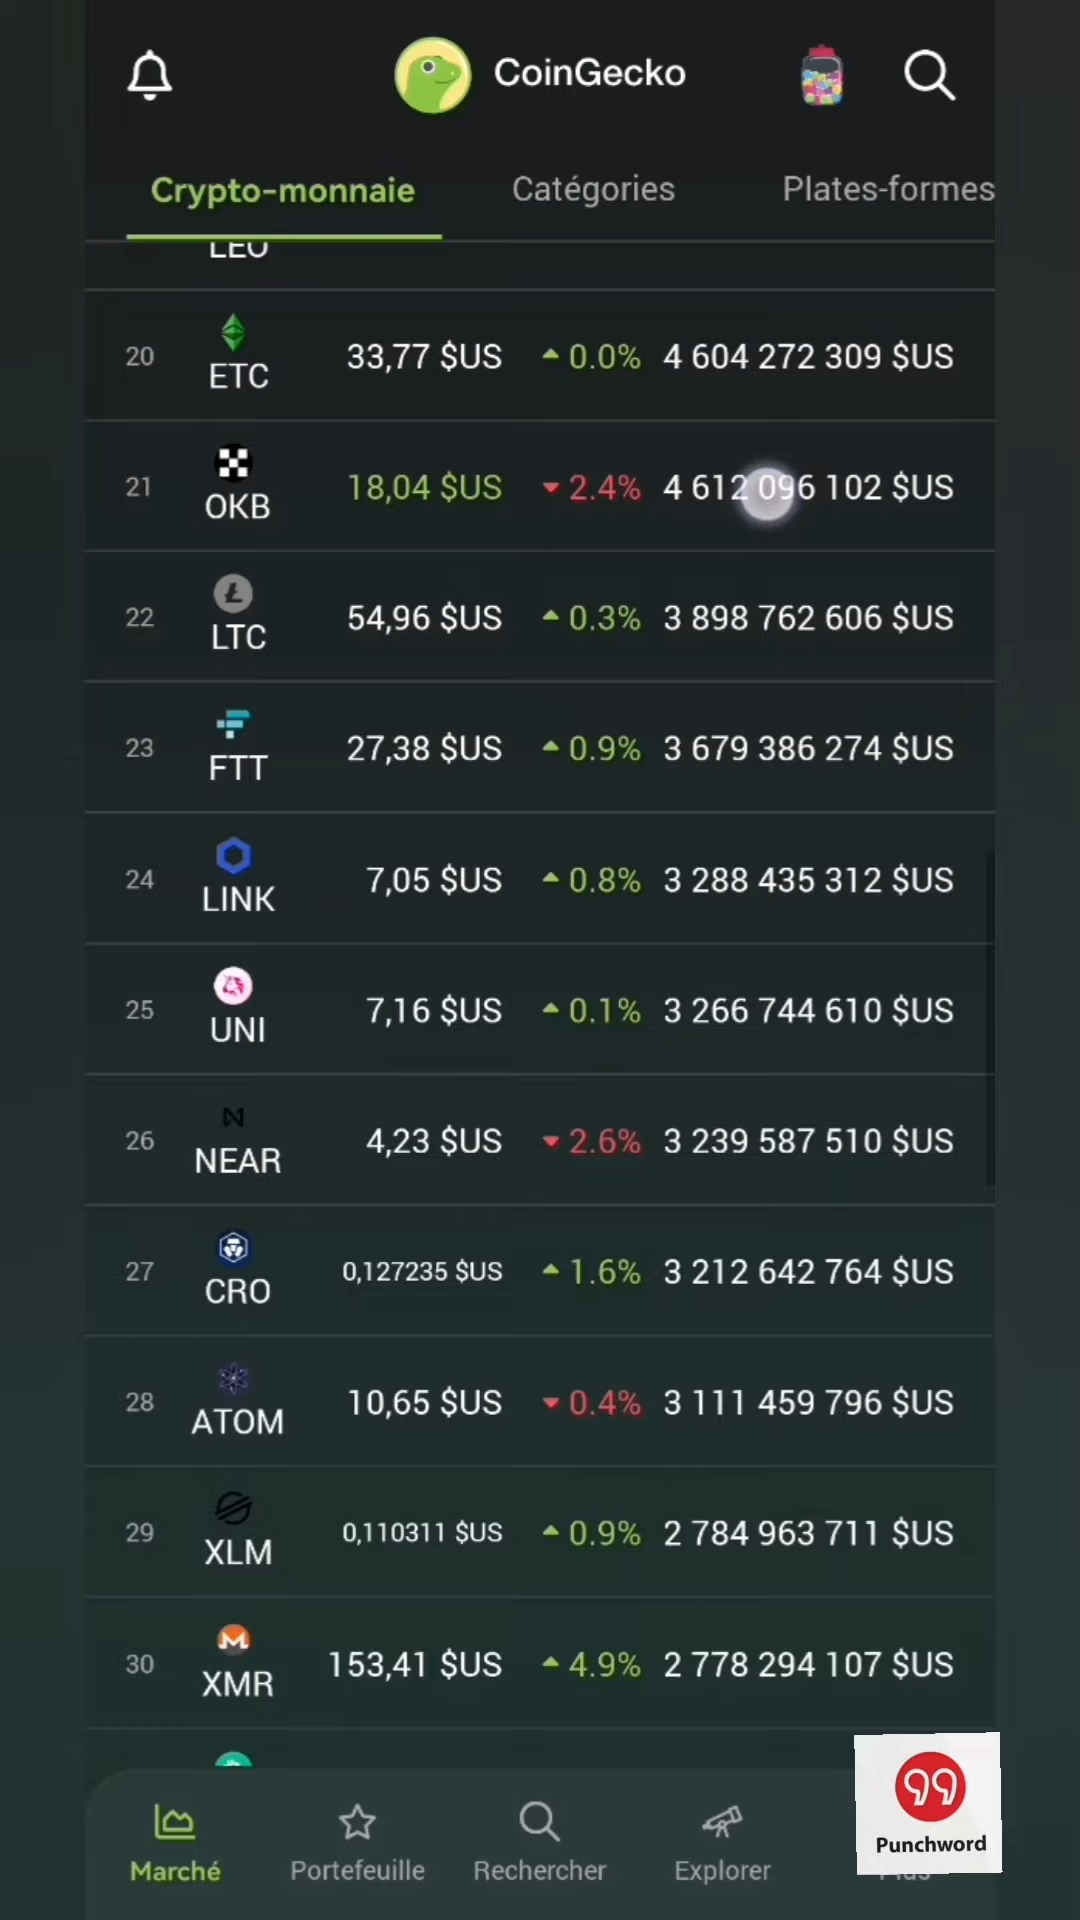 CoinGecko
Crypto-monnaie Catégories Plates-formes
LEO
20 ETC 33,77 $US 0.0% 4 604 272 309 $US
21 OKB 18,04 $US 2.4% 4 612 096 102 $US
22 LTC 54,96 $US 0.3% 3 898 762 606 $US
23 FTT 27,38 $US 0.9% 3 679 386 274 $US
24 LINK 7,05 $US 0.8% 3 288 435 312 $US
25 UNI 7,16 $US 0.1% 3 266 744 610 $US
26 NEAR 4,23 $US 2.6% 3 239 587 510 $US
27 CRO 0,127235 $US 1.6% 3 212 642 764 $US
28 ATOM 10,65 $US 0.4% 3 111 459 796 $US
29 XLM 0,110311 $US 0.9% 2 784 963 711 $US
30 XMR 153,41 $US 4.9% 2 778 294 107 $US
Marché Portefeuille Rechercher Explorer Plus
Punchword